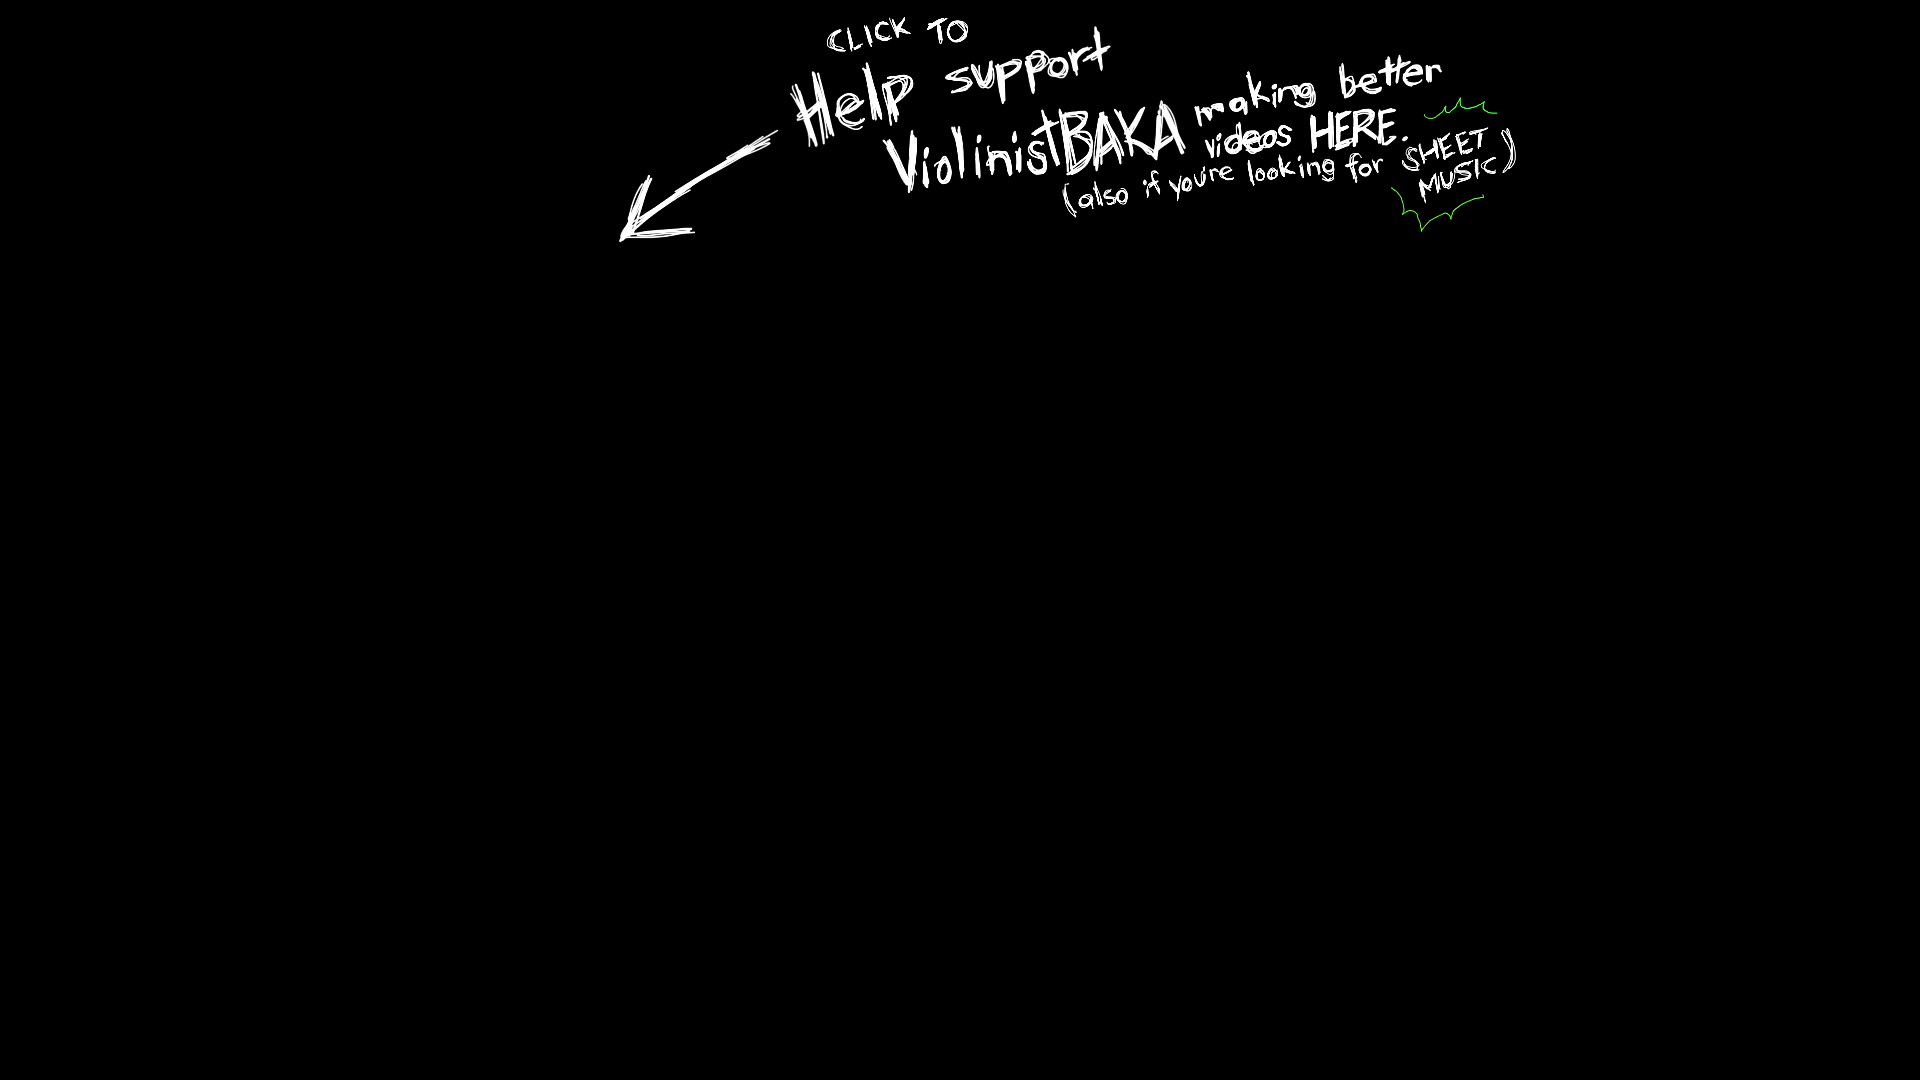 CLICK TO
Help support
ViolinistBAKA making better
videos HERE.
(also if you're looking for SHEET
MUSIC)